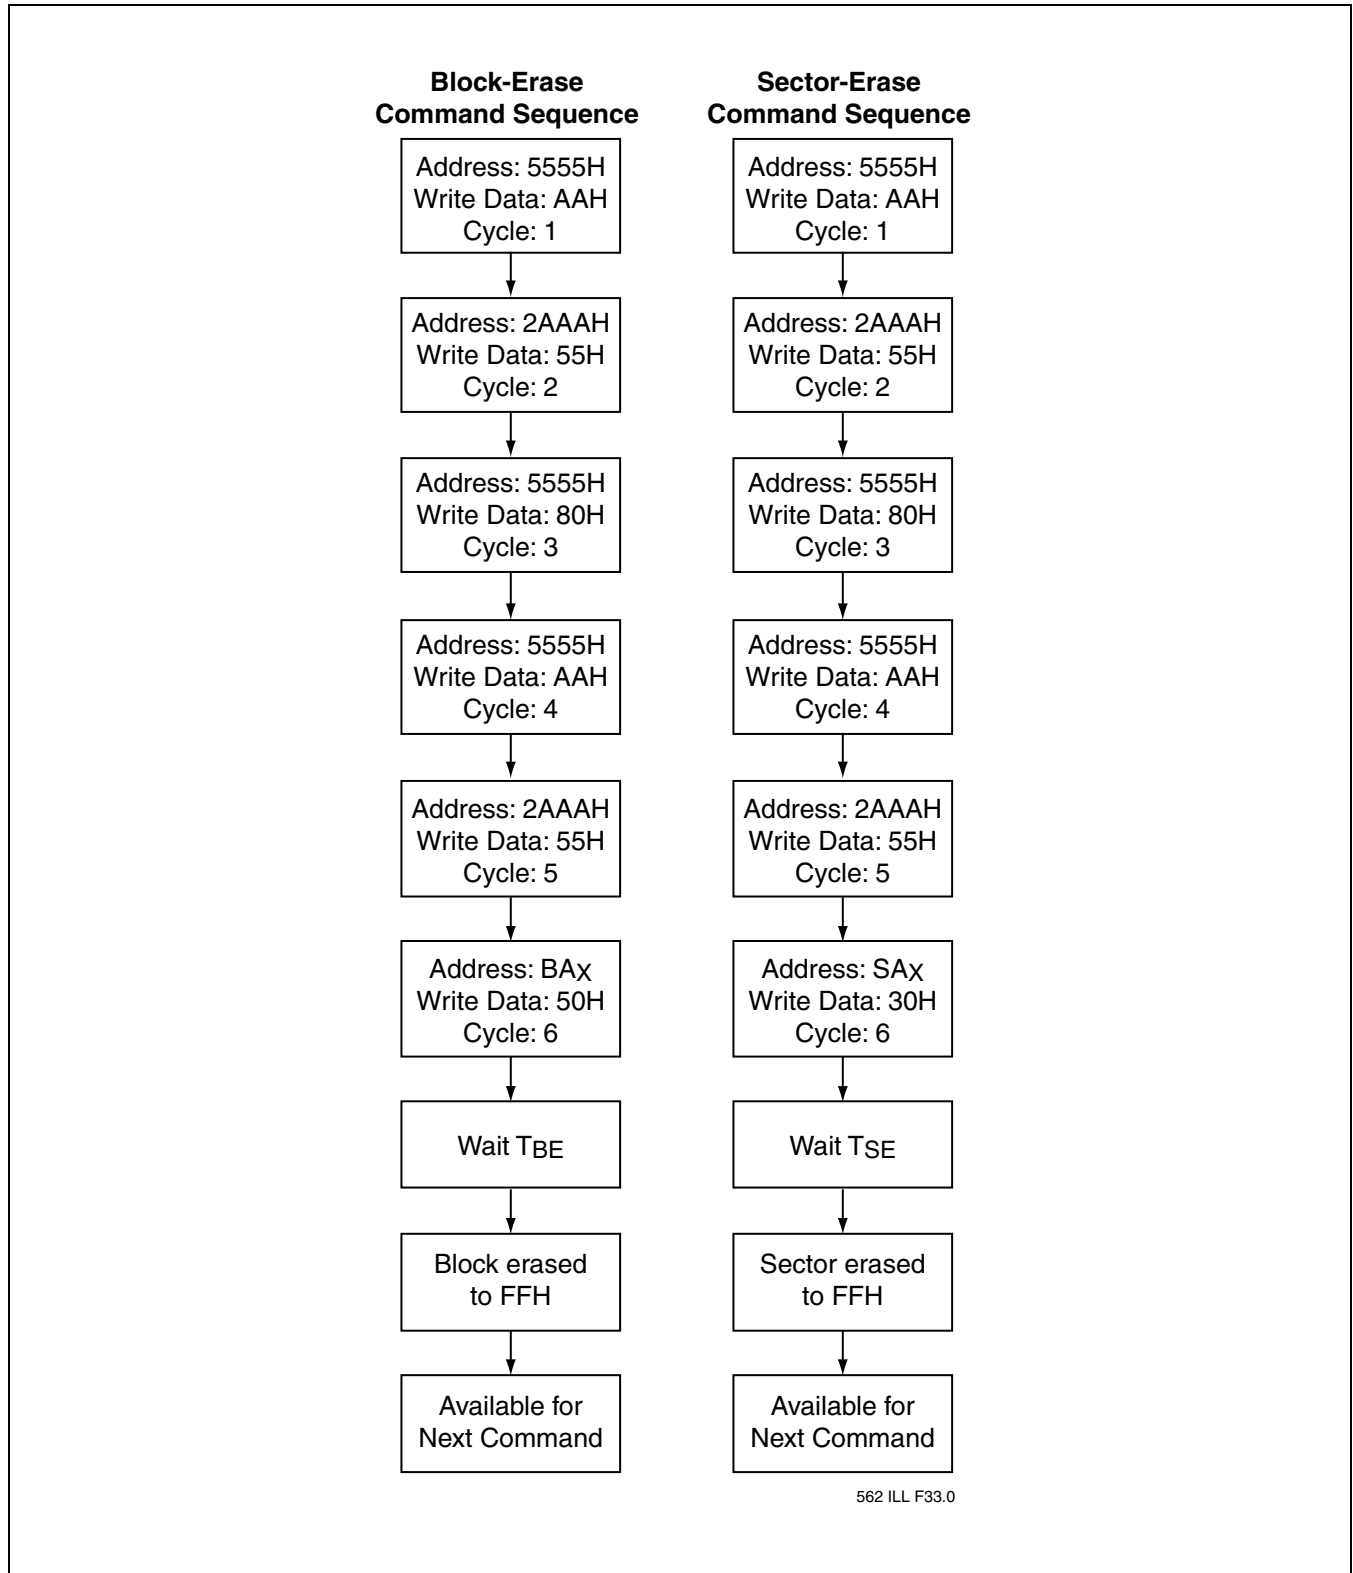 Block-Erase
Command Sequence
Address: 5555H
Write Data: AAH
Cycle: 1
Address: 2AAAH
Write Data: 55H
Cycle: 2
Address: 5555H
Write Data: 80H
Cycle: 3
Address: 5555H
Write Data: AAH
Cycle: 4
Address: 2AAAH
Write Data: 55H
Cycle: 5
Address: BAX
Write Data: 50H
Cycle: 6
Wait TBE
Block erased
to FFH
Available for
Next Command
Sector-Erase
Command Sequence
Address: 5555H
Write Data: AAH
Cycle: 1
Address: 2AAAH
Write Data: 55H
Cycle: 2
Address: 5555H
Write Data: 80H
Cycle: 3
Address: 5555H
Write Data: AAH
Cycle: 4
Address: 2AAAH
Write Data: 55H
Cycle: 5
Address: SAX
Write Data: 30H
Cycle: 6
Wait TSE
Sector erased
to FFH
Available for
Next Command
562 ILL F33.0